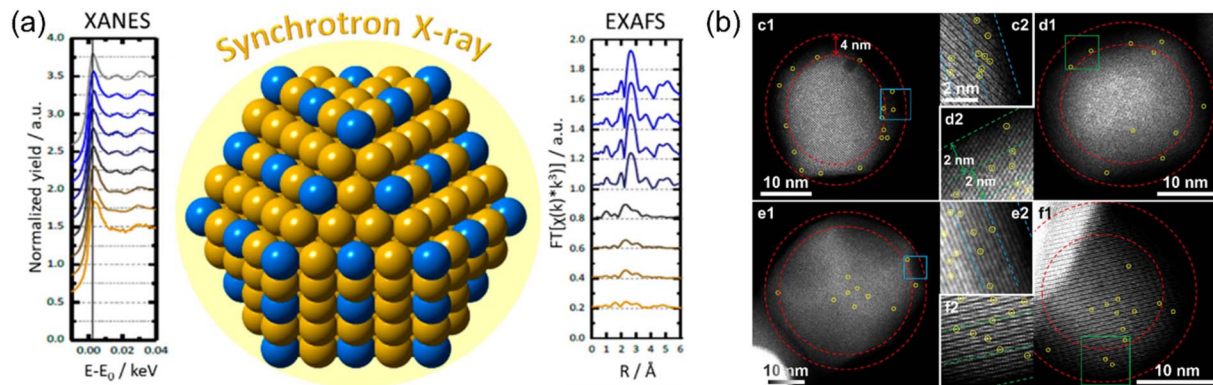 (a)
XANES
Synchrotron X-ray
EXAFS
Normalized yield / a.u.
4.0
3.5
3.0
2.5
2.0
1.5
1.0
0.5
0.0
0.00
0.02
0.04
E-E0 / keV
FT[χ(k)*k³)] / a.u.
2.0
1.8
1.6
1.4
1.2
1.0
0.8
0.6
0.4
0.2
0.0
0 1 2 3 4 5 6
R / Å
(b)
c1
4 nm
10 nm
c2
2 nm
d1
10 nm
d2
2 nm
2 nm
e1
10 nm
e2
f1
10 nm
f2